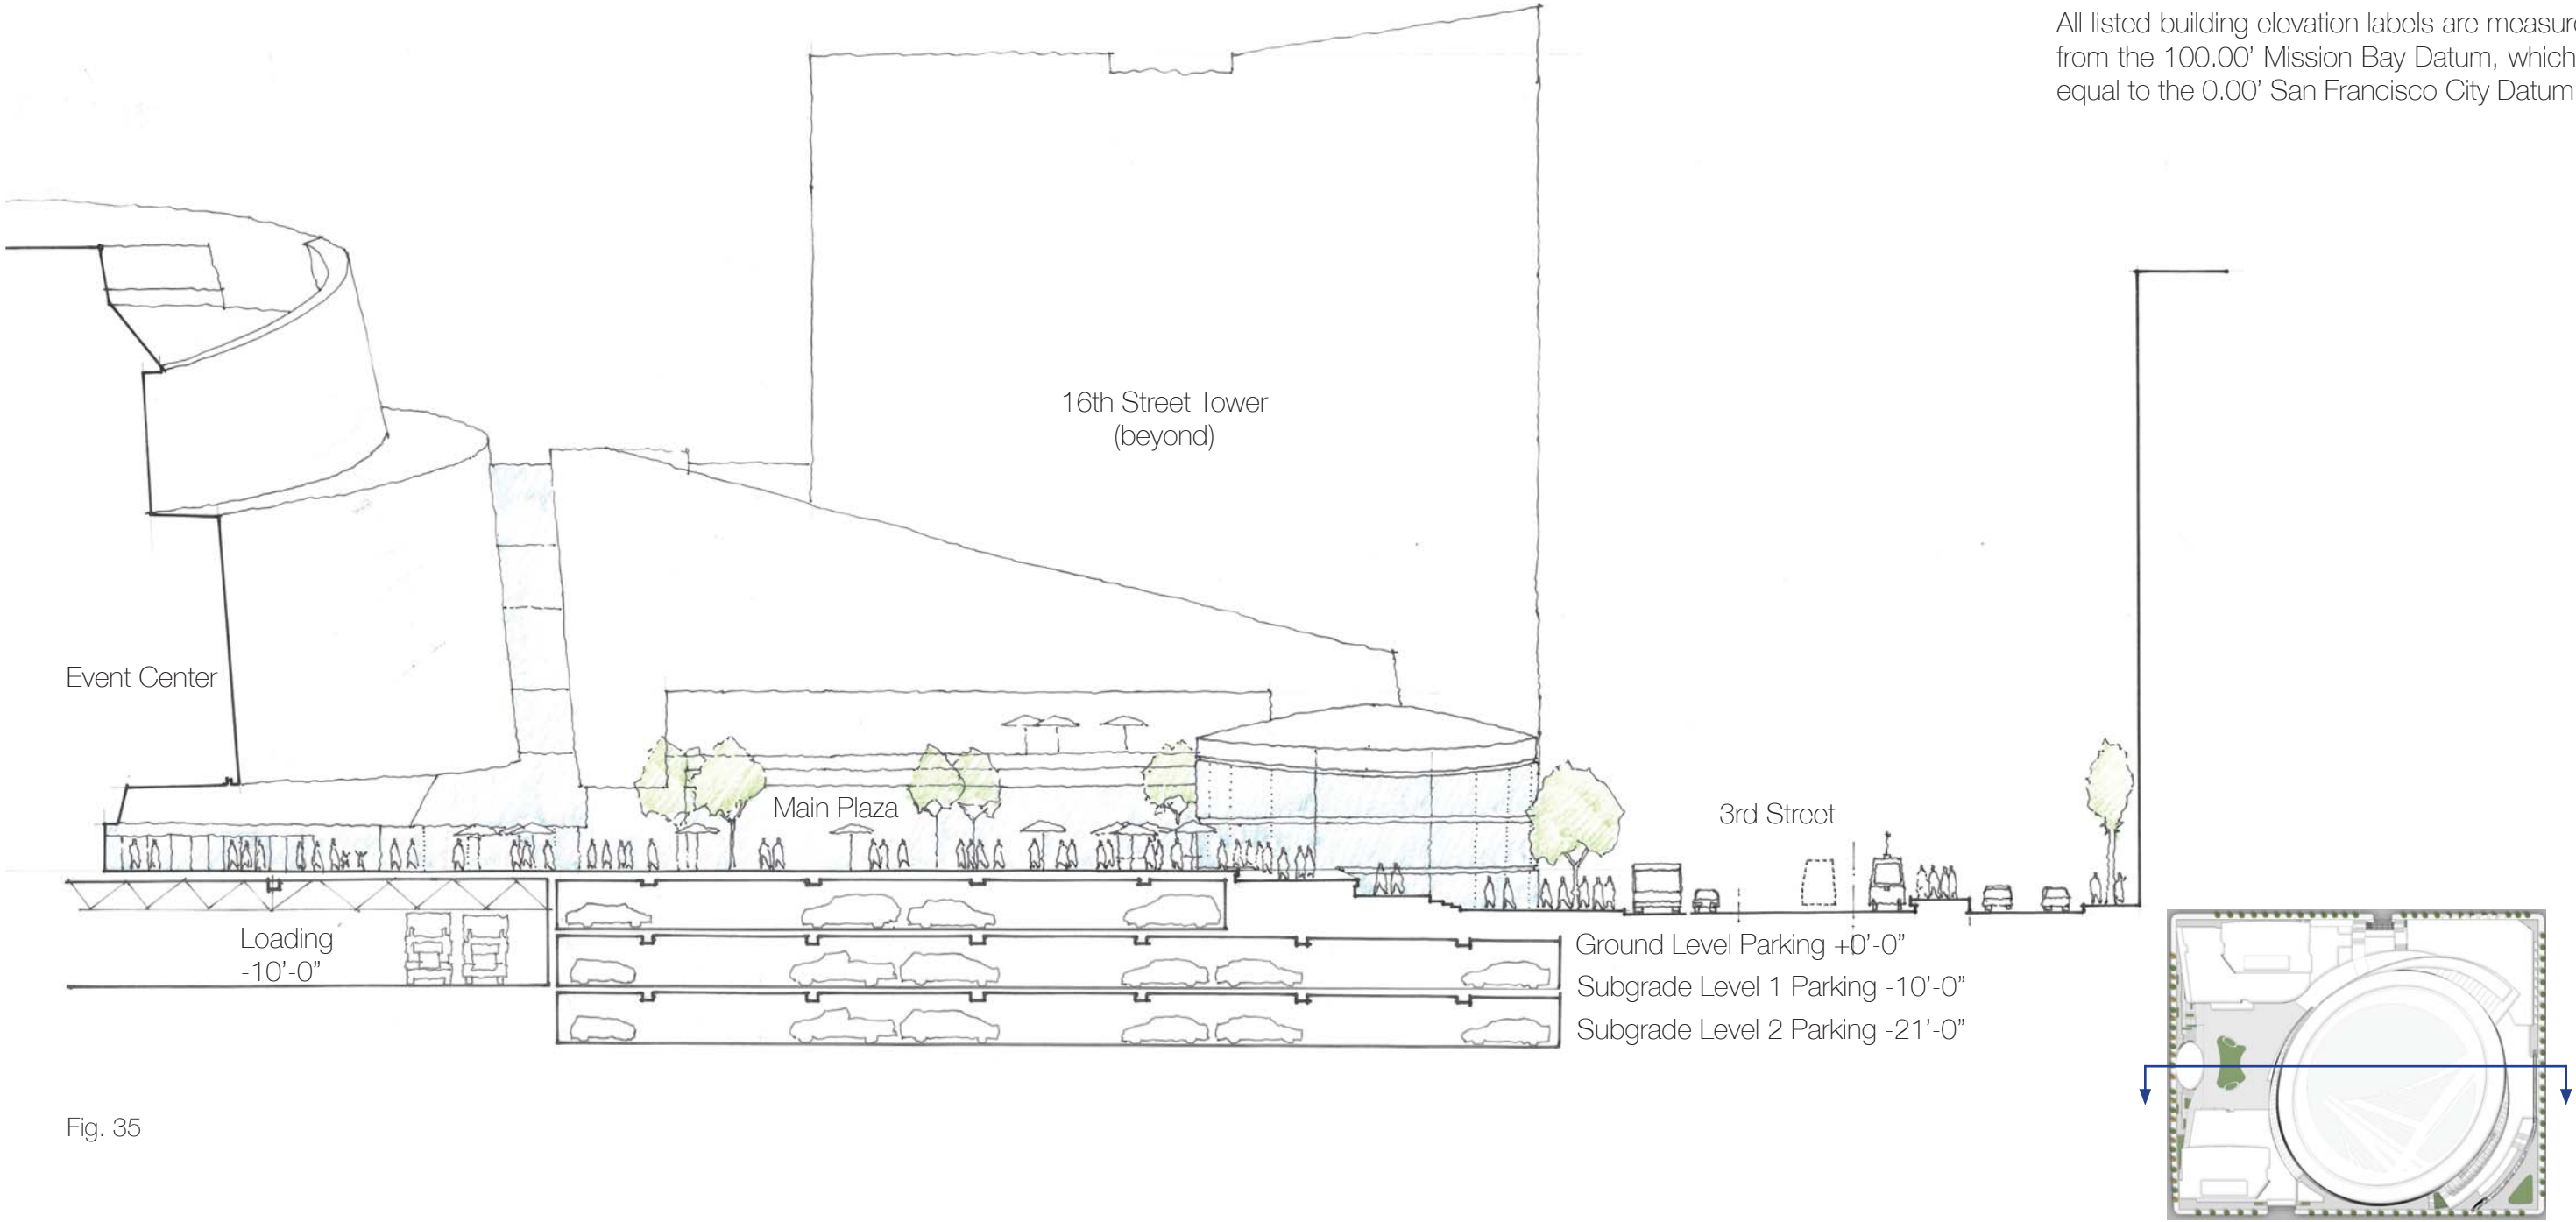 All listed building elevation labels are measure
from the 100.00’ Mission Bay Datum, which
equal to the 0.00’ San Francisco City Datum
16th Street Tower
(beyond)
Event Center
Main Plaza
3rd Street
Loading
-10’-0”
Ground Level Parking +0’-0”
Subgrade Level 1 Parking -10’-0”
Subgrade Level 2 Parking -21’-0”
Fig. 35